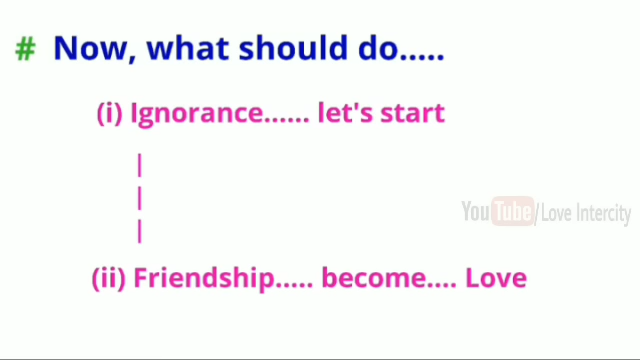 # Now, what should do.....
(i) Ignorance...... let's start
|
|
|
YouTube/Love Intercity
(ii) Friendship..... become.... Love